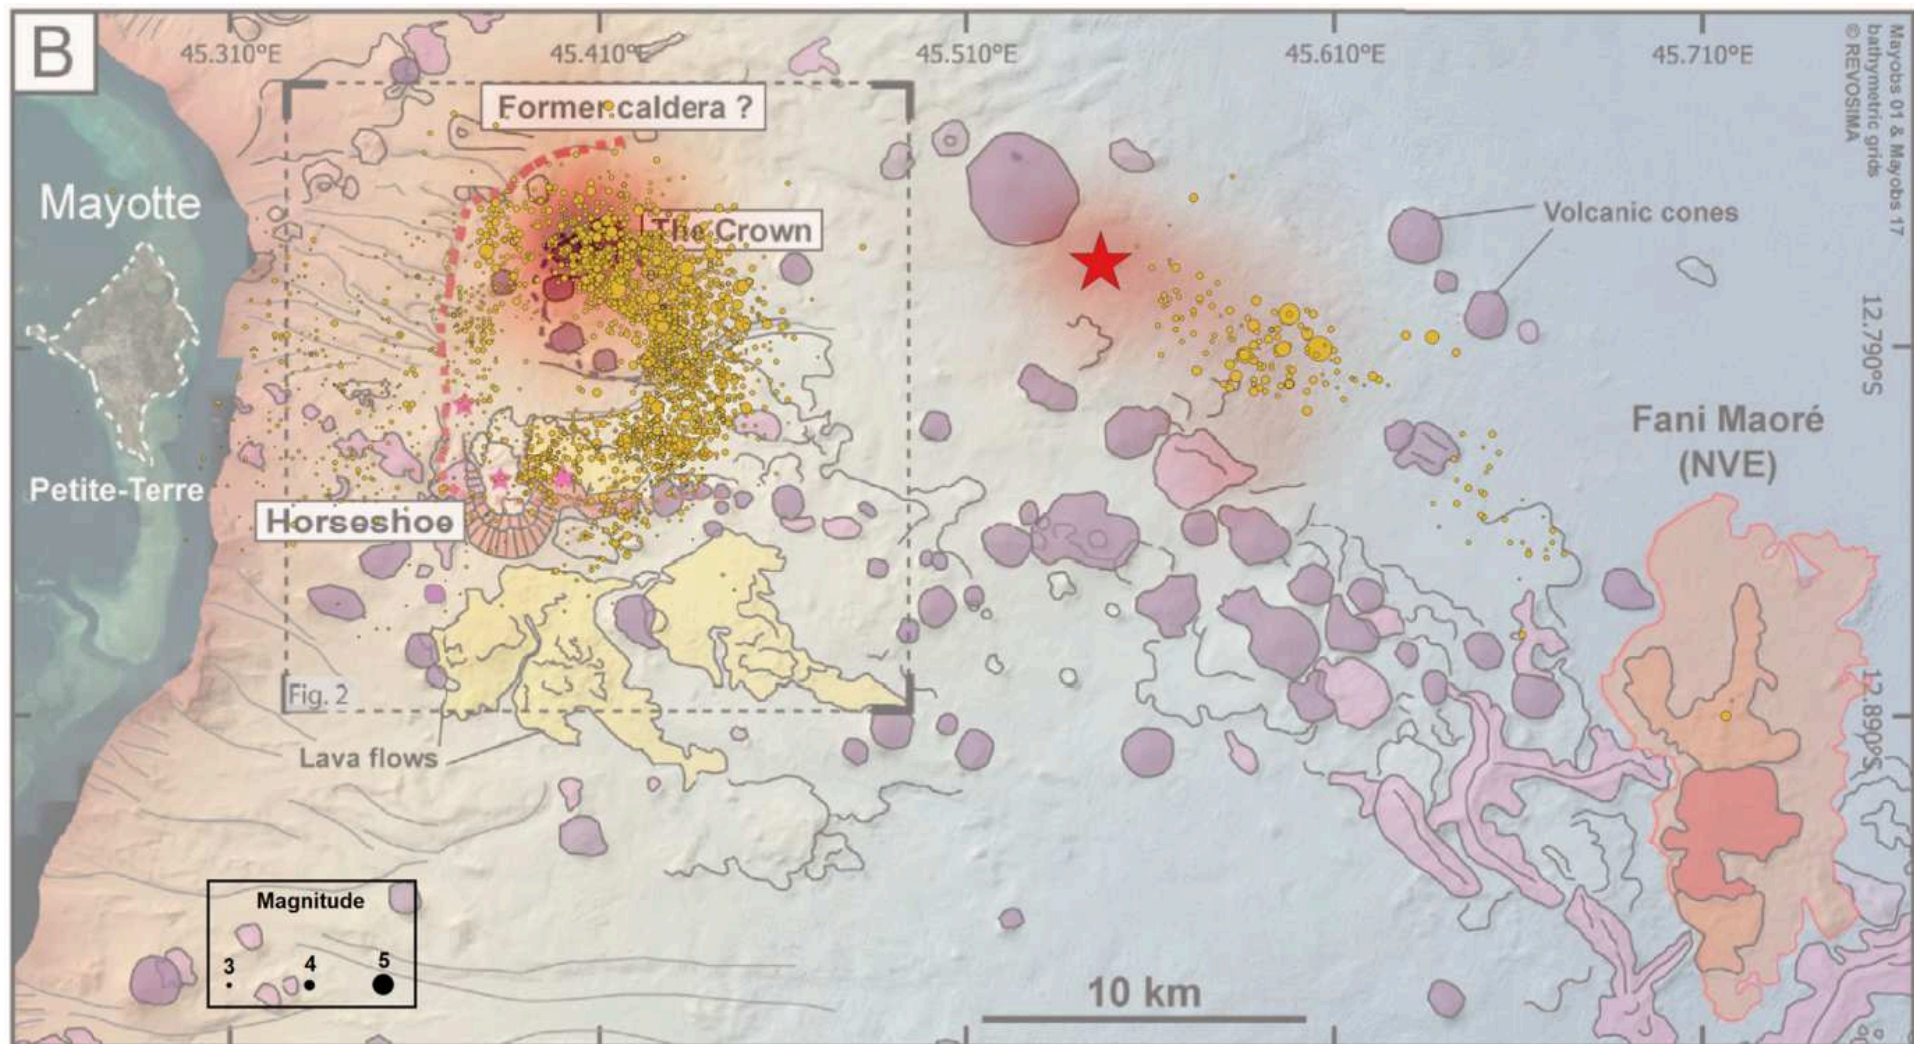 B
45.310°E
45.410°E
45.510°E
45.610°E
45.710°E
Mayobs 01 & Mayobs 17
bathymetric grids
© REVOSIMA
Former caldera ?
Mayotte
The Crown
Volcanic cones
12.790°S
Fani Maoré
(NVE)
Petite-Terre
Horseshoe
Fig. 2
12.890°S
Lava flows
Magnitude
3
4
5
10 km